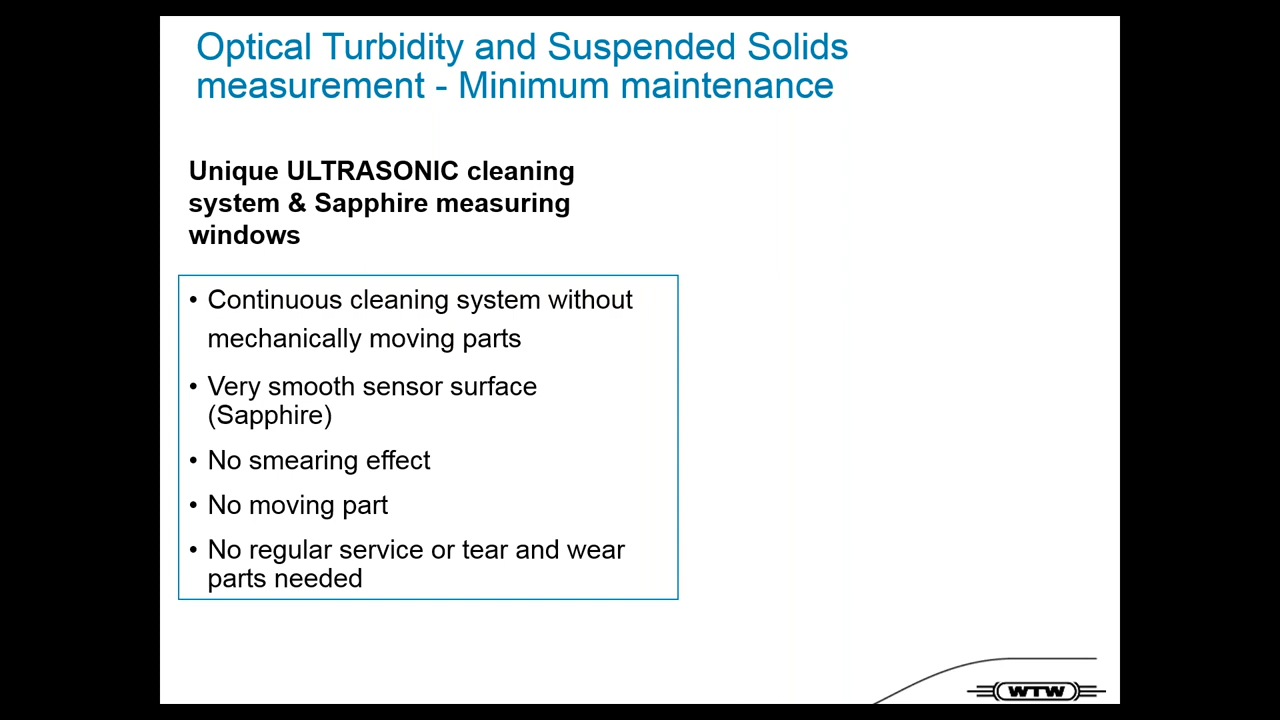 Optical Turbidity and Suspended Solids
measurement - Minimum maintenance
Unique ULTRASONIC cleaning
system & Sapphire measuring
windows
• Continuous cleaning system without
mechanically moving parts
• Very smooth sensor surface
(Sapphire)
• No smearing effect
• No moving part
• No regular service or tear and wear
parts needed
WTW